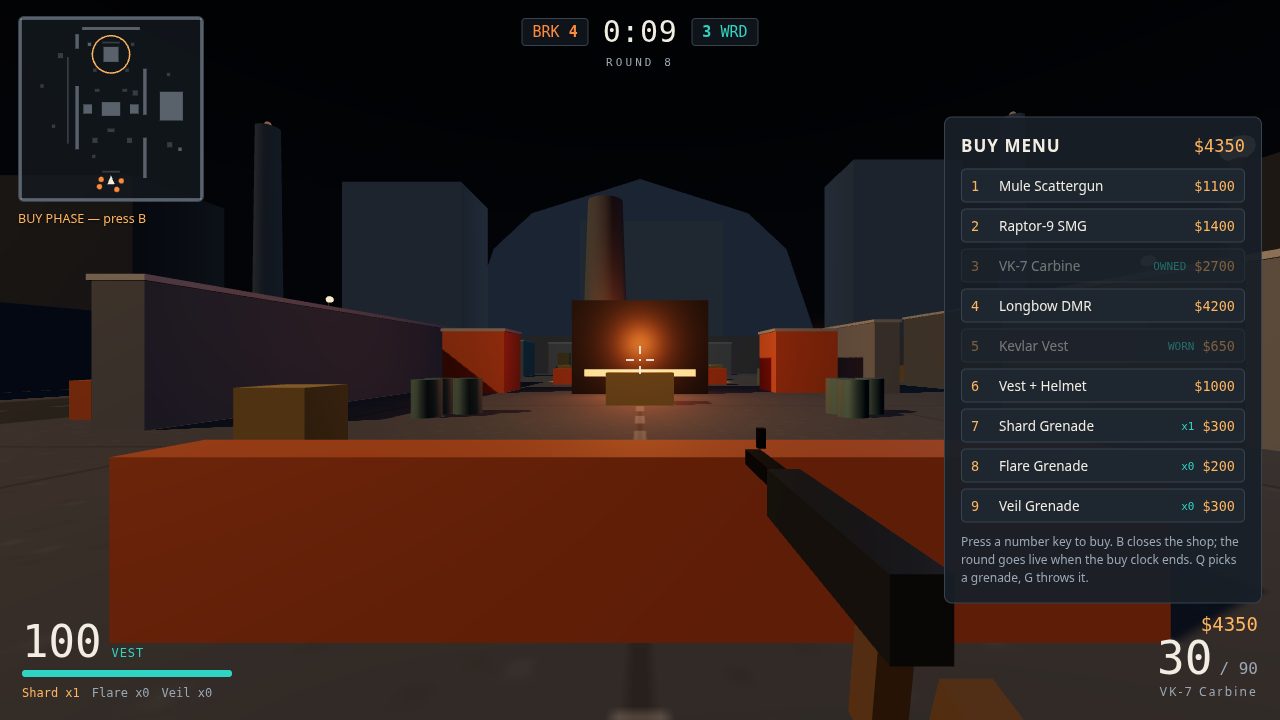 BRK 4 0:09 3 WRD
ROUND 8
BUY PHASE — press B
BUY MENU $4350
1 Mule Scattergun $1100
2 Raptor-9 SMG $1400
3 VK-7 Carbine OWNED $2700
4 Longbow DMR $4200
5 Kevlar Vest WORN $650
6 Vest + Helmet $1000
7 Shard Grenade x1 $300
8 Flare Grenade x0 $200
9 Veil Grenade x0 $300
Press a number key to buy. B closes the shop; the
round goes live when the buy clock ends. Q picks
a grenade, G throws it.
100 VEST
Shard x1 Flare x0 Veil x0
$4350
30 / 90
VK-7 Carbine